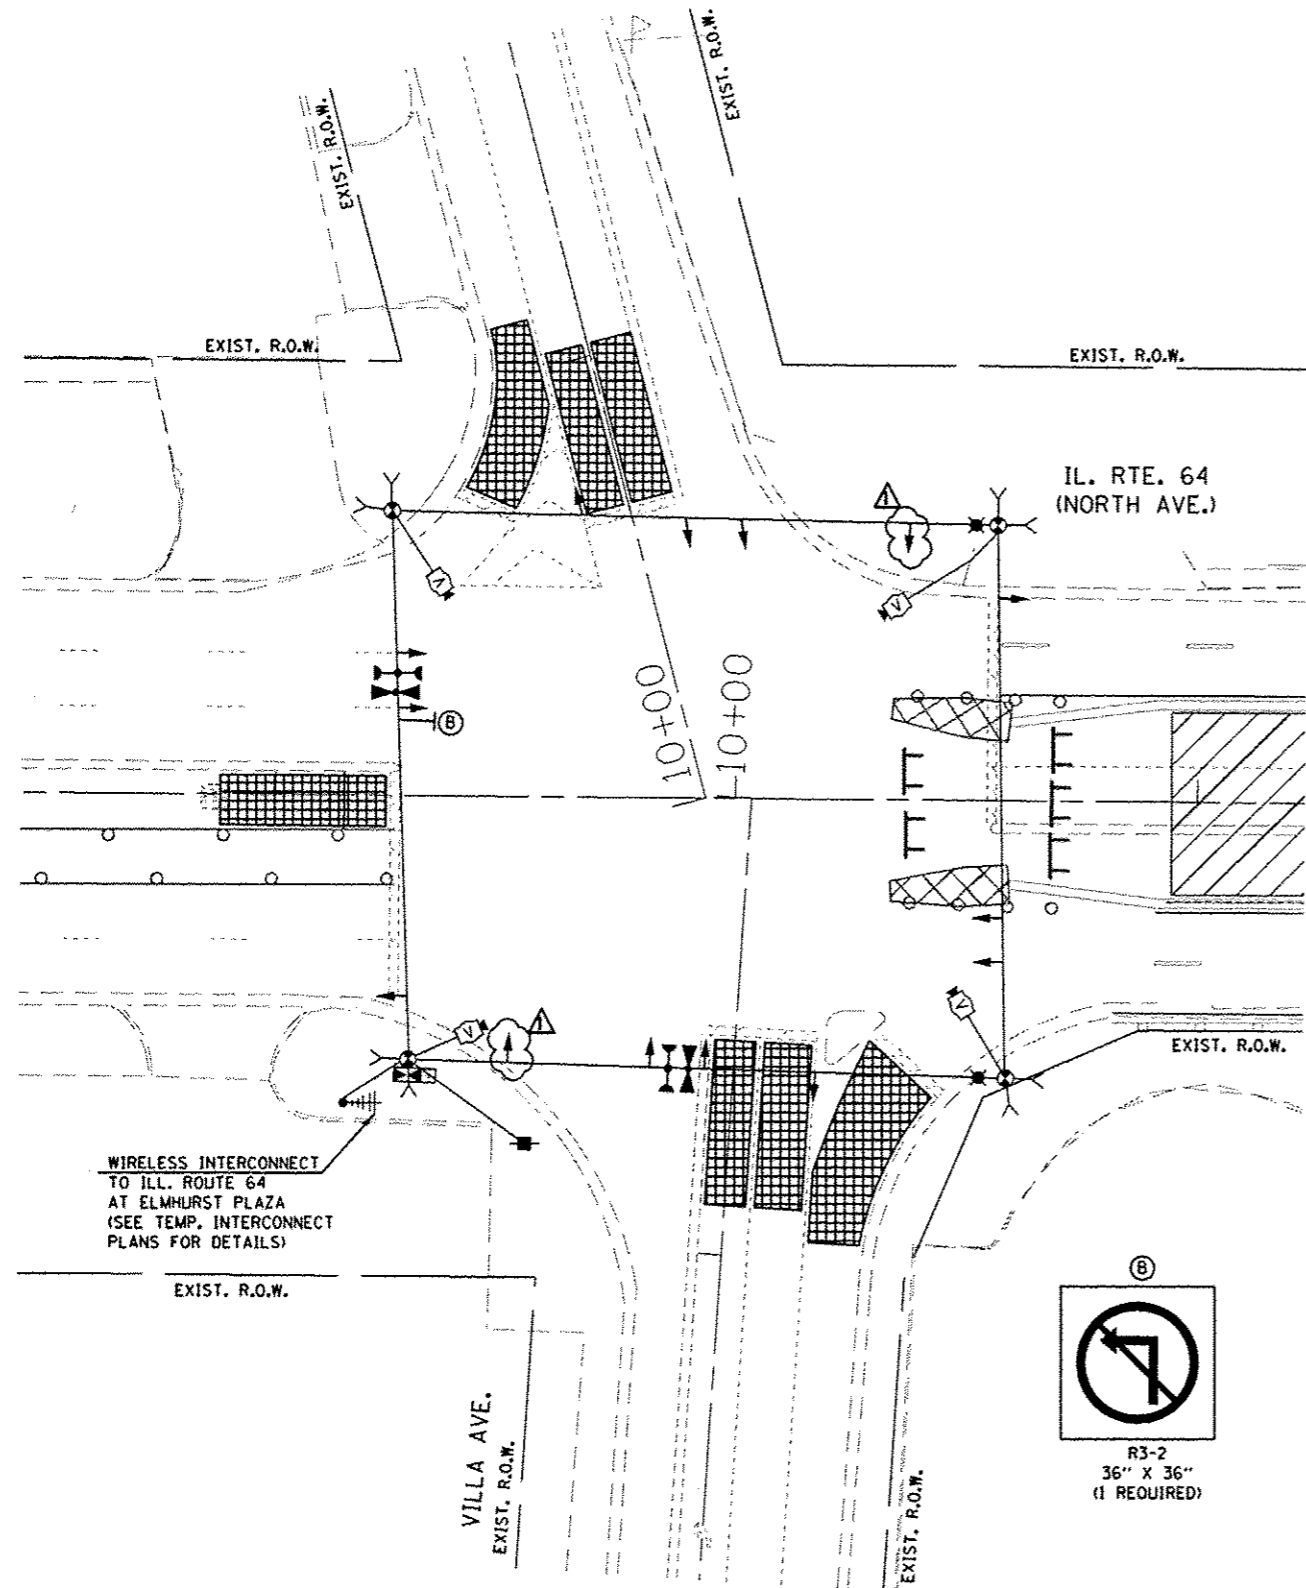 EXIST. R.O.W.
EXIST. R.O.W.
EXIST. R.O.W.
EXIST. R.O.W.
IL. RTE. 64
(NORTH AVE.)
1
V
V
B
10+00
10+00
V
V
1
EXIST. R.O.W.
WIRELESS INTERCONNECT
TO ILL. ROUTE 64
AT ELMHURST PLAZA
(SEE TEMP. INTERCONNECT
PLANS FOR DETAILS)
EXIST. R.O.W.
VILLA AVE.
EXIST. R.O.W.
EXIST. R.O.W.
B
R3-2
36" X 36"
(1 REQUIRED)